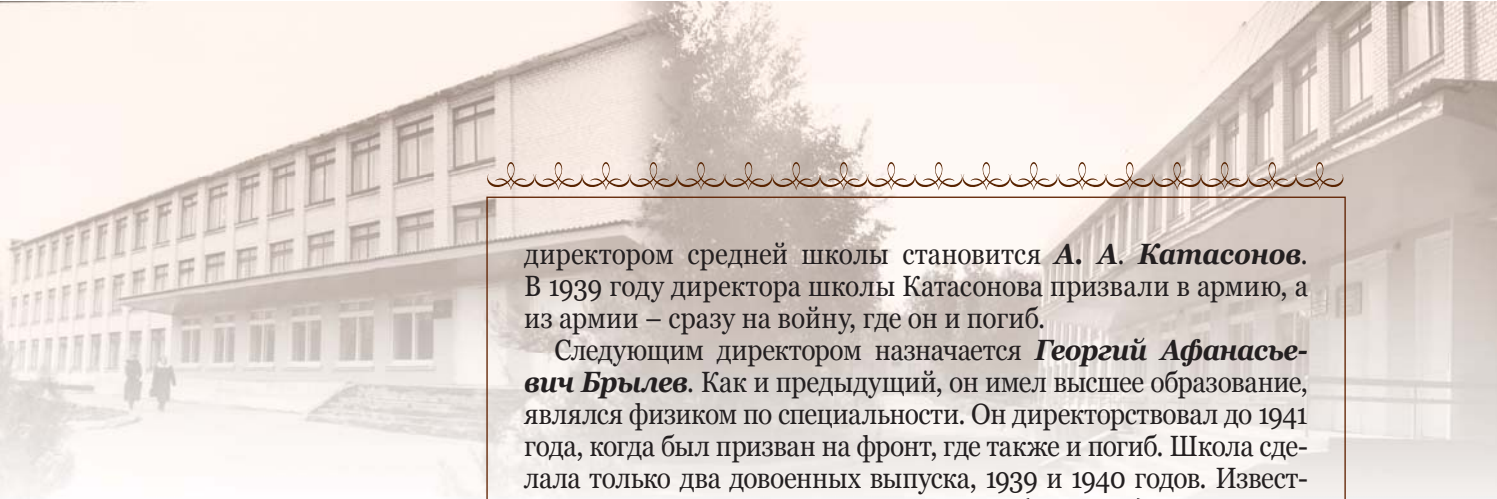 директором средней школы становится А. А. Катасонов.
В 1939 году директора школы Катасонова призвали в армию, а
из армии – сразу на войну, где он и погиб.
Следующим директором назначается Георгий Афанасье-
вич Брылев. Как и предыдущий, он имел высшее образование,
являлся физиком по специальности. Он директорствовал до 1941
года, когда был призван на фронт, где также и погиб. Школа сде-
лала только два довоенных выпуска, 1939 и 1940 годов. Извест-